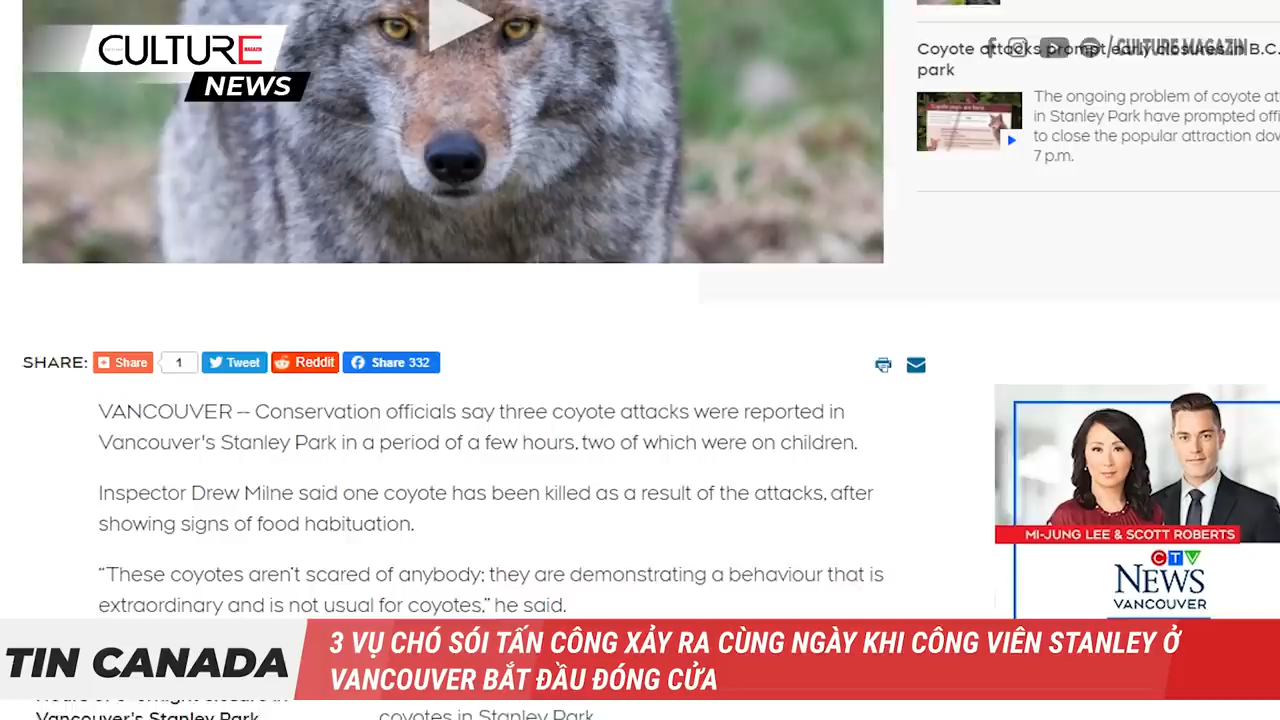 CULTURE
MAGAZIN
NEWS
Coyote attacks prompt early closures in B.C.
park
/CULTURE MAGAZIN
The ongoing problem of coyote at
in Stanley Park have prompted offi
to close the popular attraction dow
7 p.m.
SHARE: Share 1 Tweet Reddit Share 332
VANCOUVER -- Conservation officials say three coyote attacks were reported in
Vancouver's Stanley Park in a period of a few hours, two of which were on children.
Inspector Drew Milne said one coyote has been killed as a result of the attacks, after
showing signs of food habituation.
“These coyotes aren't scared of anybody; they are demonstrating a behaviour that is
extraordinary and is not usual for coyotes,” he said.
MI-JUNG LEE & SCOTT ROBERTS
CTV
NEWS
VANCOUVER
TIN CANADA
3 VỤ CHÓ SÓI TẤN CÔNG XẢY RA CÙNG NGÀY KHI CÔNG VIÊN STANLEY Ở
VANCOUVER BẮT ĐẦU ĐÓNG CỬA
Vancouver's Stanley Park
coyotes in Stanley Park